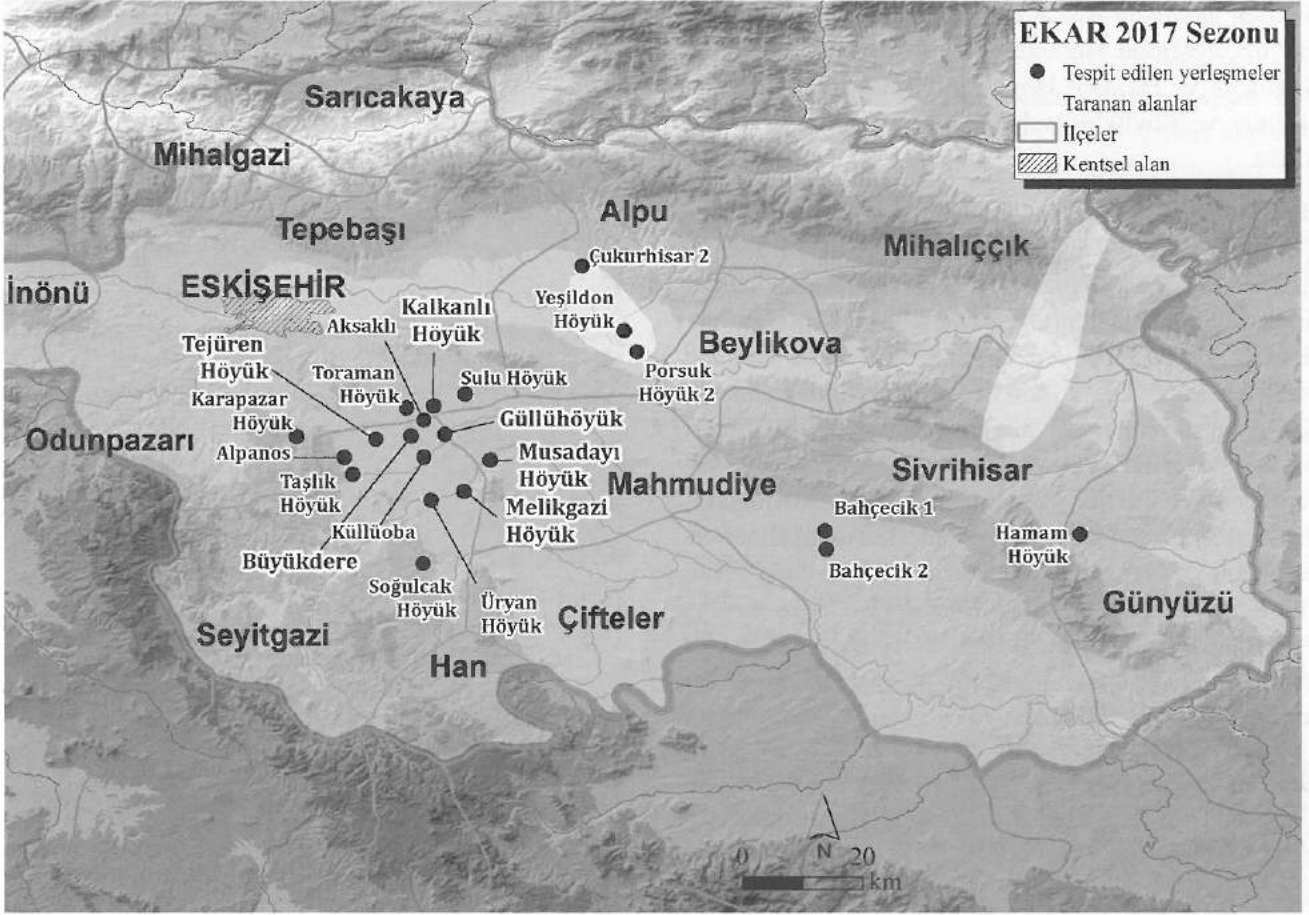 EKAR 2017 Sezonu
Tespit edilen yerleşmeler
Taranan alanlar
İlçeler
Kentsel alan
Sarıcakaya
Mihalgazi
Alpu
Tepebaşı
Mihalıççık
Çukurhisar 2
İnönü
ESKİŞEHİR
Yeşildon
Höyük
Kalkanlı
Höyük
Aksaklı
Beylikova
Tejüren
Höyük
Toraman
Höyük
Sulu Höyük
Porsuk
Höyük 2
Karapazar
Höyük
Güllühöyük
Odunpazarı
Alpanos
Musadayı
Höyük
Sivrihisar
Taşlık
Höyük
Mahmudiye
Melikgazi
Höyük
Bahçecik 1
Küllüoba
Hamam
Höyük
Büyükdere
Bahçecik 2
Soğulcak
Höyük
Üryan
Höyük
Çifteler
Günyüzü
Seyitgazi
Han
N
0 20
km